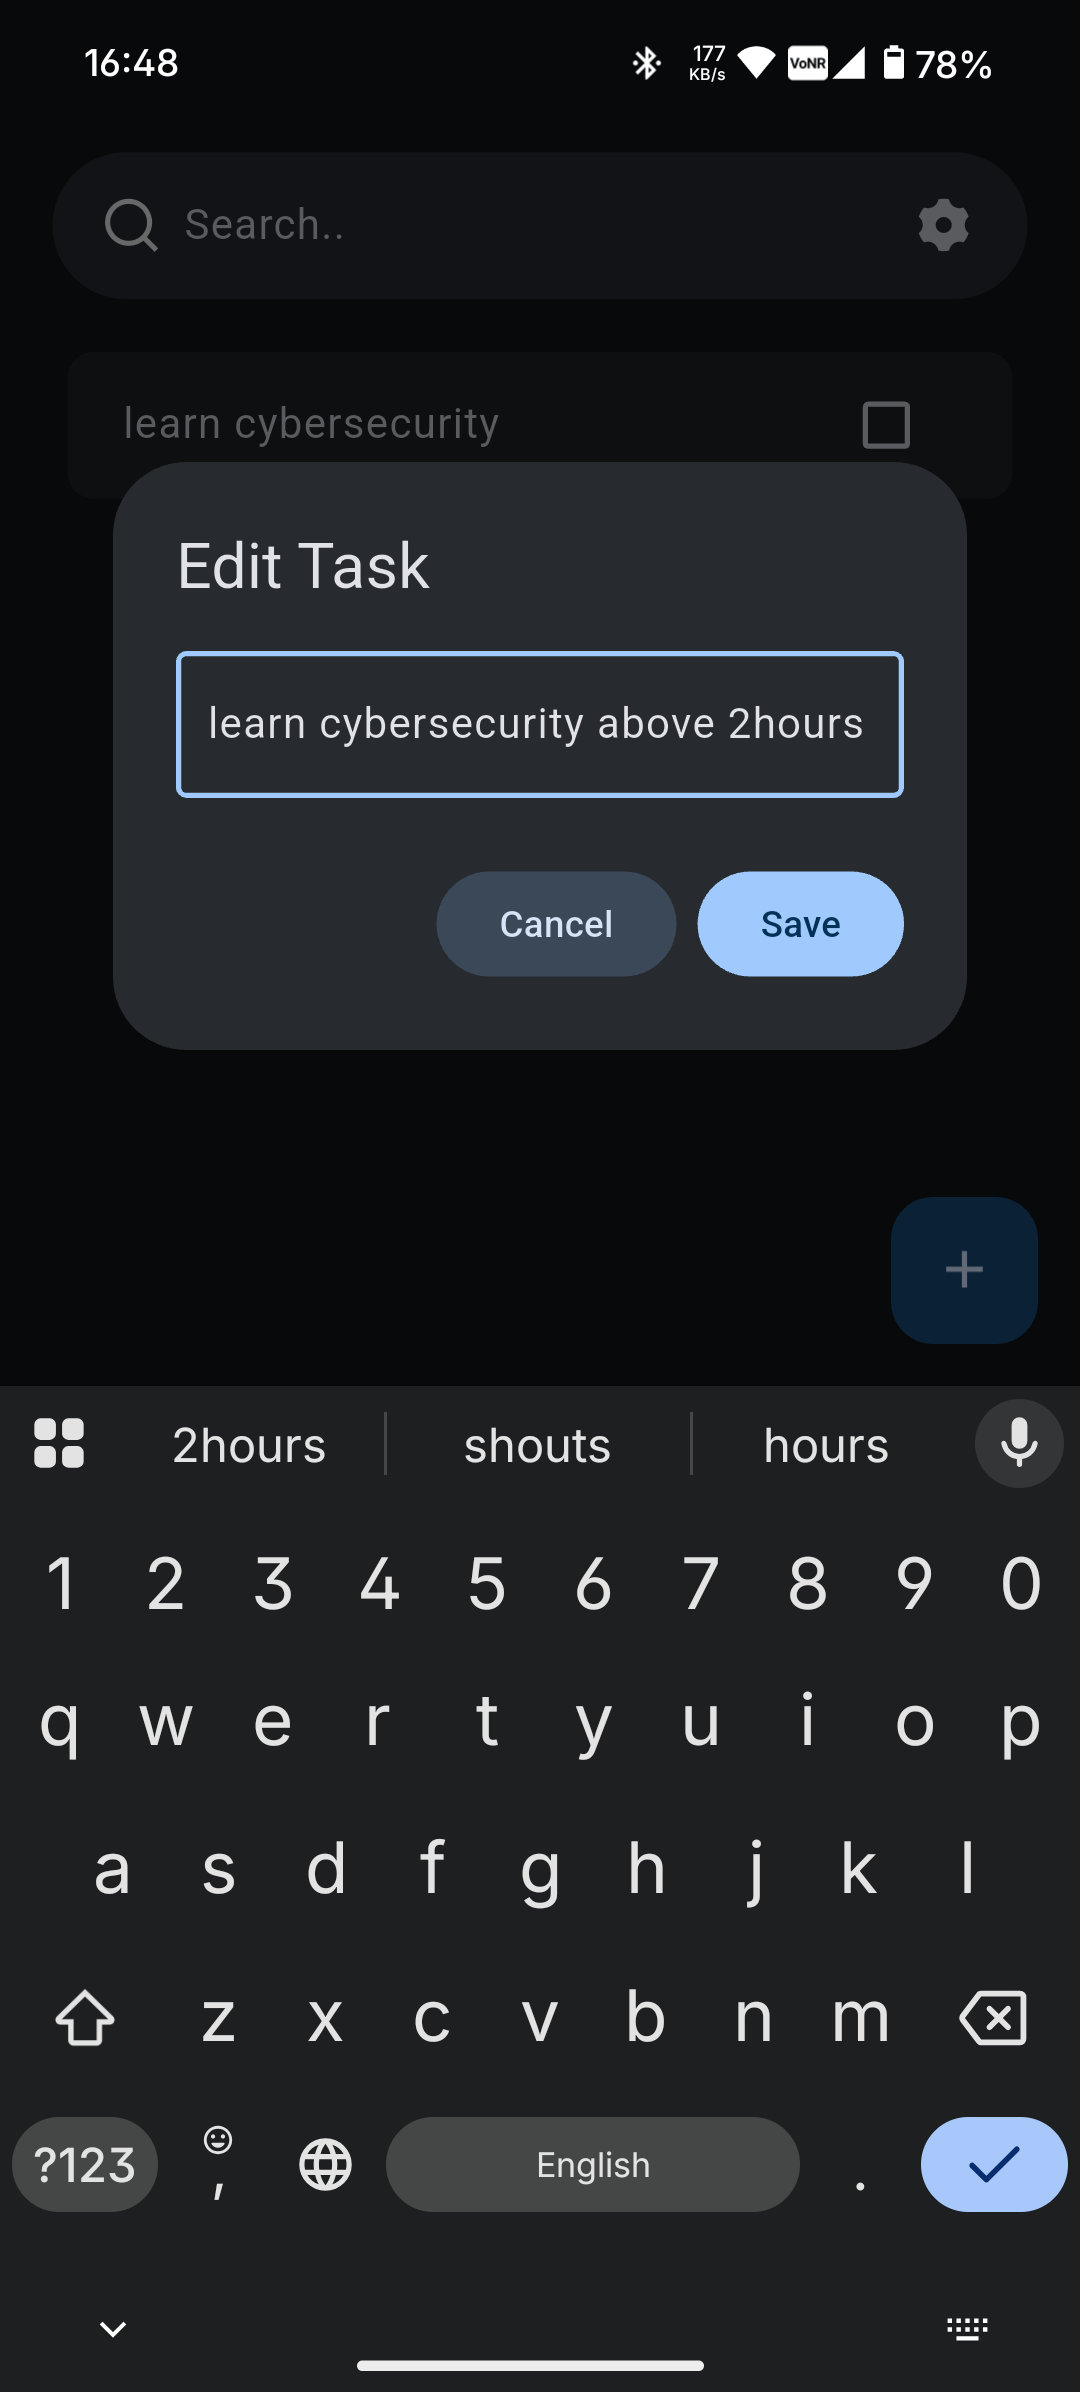 16:48 177 KB/s VoNR 78%
Search..
learn cybersecurity
Edit Task
learn cybersecurity above 2hours
Cancel Save
2hours shouts hours
1 2 3 4 5 6 7 8 9 0
q w e r t y u i o p
a s d f g h j k l
z x c v b n m
?123 , English .